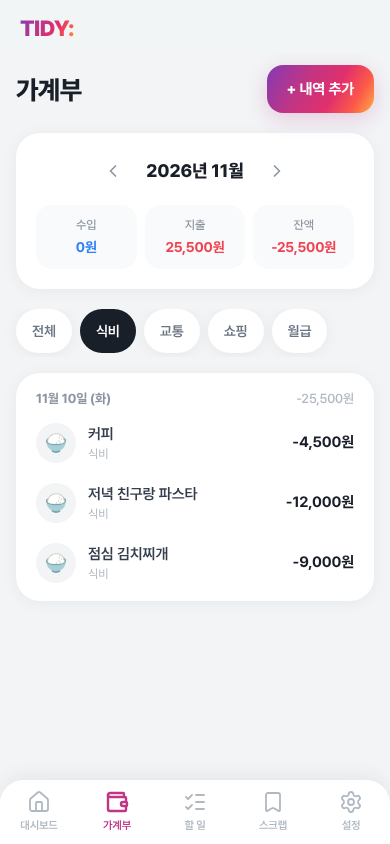 TIDY:
가계부
+ 내역 추가
2026년 11월
수입 지출 잔액
0원 25,500원 -25,500원
전체 식비 교통 쇼핑 월급
11월 10일 (화) -25,500원
커피
식비
-4,500원
저녁 친구랑 파스타
식비
-12,000원
점심 김치찌개
식비
-9,000원
대시보드 가계부 할 일 스크랩 설정